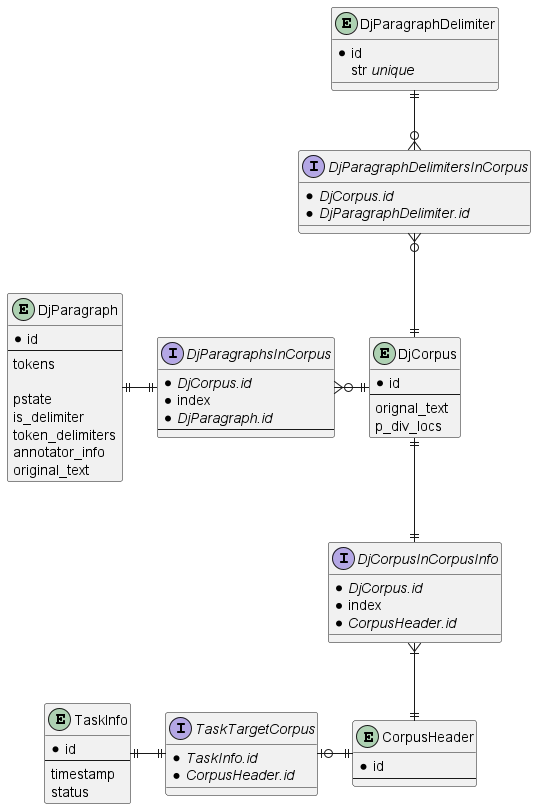 E DjParagraphDelimiter
id
str unique
I DjParagraphDelimitersInCorpus
DjCorpus.id
DjParagraphDelimiter.id
E DjParagraph
id
tokens
pstate
is_delimiter
token_delimiters
annotator_info
original_text
I DjParagraphsInCorpus
DjCorpus.id
index
DjParagraph.id
E DjCorpus
id
orignal_text
p_div_locs
I DjCorpusInCorpusInfo
DjCorpus.id
index
CorpusHeader.id
E TaskInfo
id
timestamp
status
I TaskTargetCorpus
TaskInfo.id
CorpusHeader.id
E CorpusHeader
id